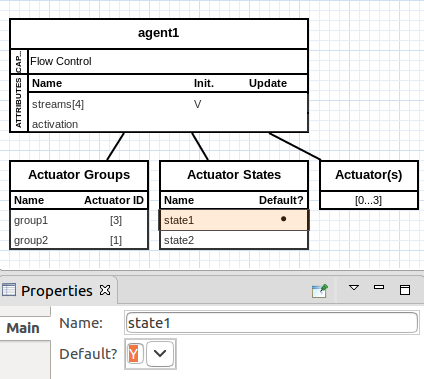 agent1
CAP... Flow Control
ATTRIBUTES
Name Init. Update
streams[4] V
activation
Actuator Groups
Name Actuator ID
group1 [3]
group2 [1]
Actuator States
Name Default?
state1 •
state2
Actuator(s)
[0...3]
Properties
Main
Name: state1
Default? Y